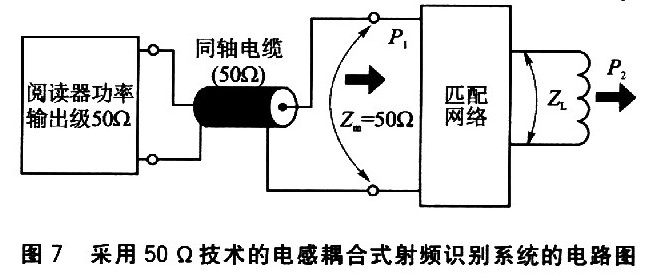 阅读器功率
输出级50Ω
同轴电缆
(50Ω)
P1
Zin=50Ω
匹配
网络
ZL
P2
图 7 采用 50 Ω 技术的电感耦合式射频识别系统的电路图